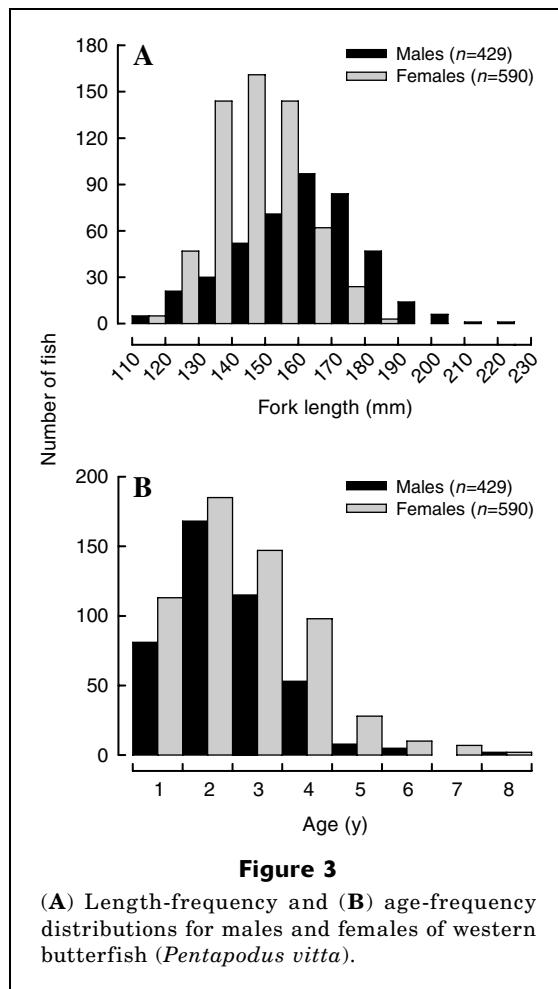 A
Males (n=429)
Females (n=590)
180
150
120
90
60
30
0
110 120 130 140 150 160 170 180 190 200 210 220 230
Fork length (mm)
Number of fish
B
Males (n=429)
Females (n=590)
200
150
100
50
0
1 2 3 4 5 6 7 8
Age (y)
Figure 3
(A) Length-frequency and (B) age-frequency
distributions for males and females of western
butterfish (Pentapodus vitta).